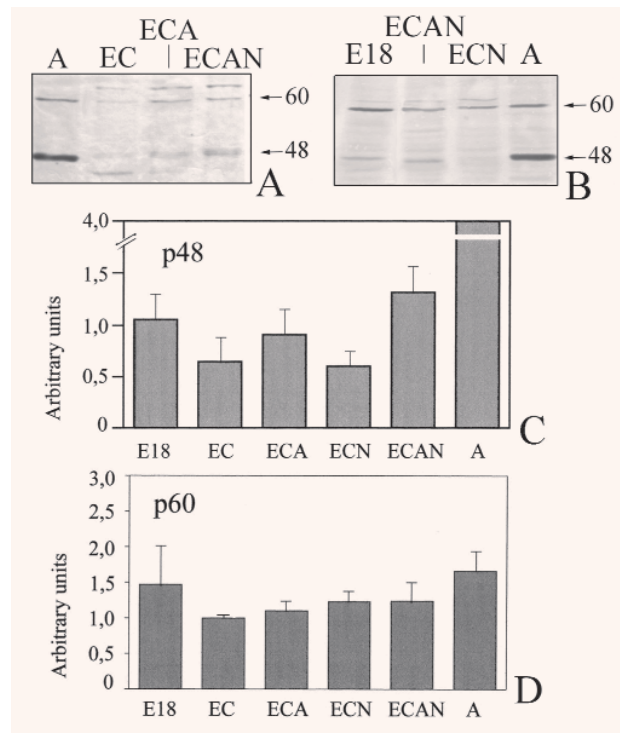 ECA
A EC | ECAN
60
48
A
ECAN
E18 | ECN A
60
48
B
4,0
p48
1,5
1,0
0,5
0
Arbitrary units
E18 EC ECA ECN ECAN A
C
3,0
p60
2,5
2,0
1,5
1,0
0,5
0
Arbitrary units
E18 EC ECA ECN ECAN A
D